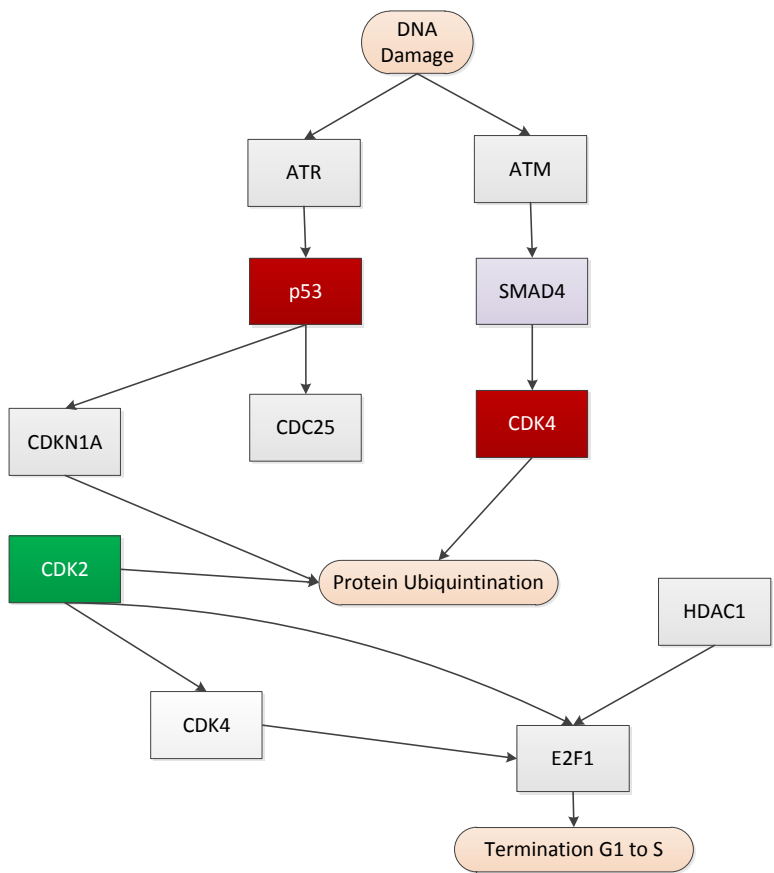 DNA
Damage
ATR
ATM
p53
SMAD4
CDKN1A
CDC25
CDK4
CDK2
Protein Ubiquintination
HDAC1
CDK4
E2F1
Termination G1 to S